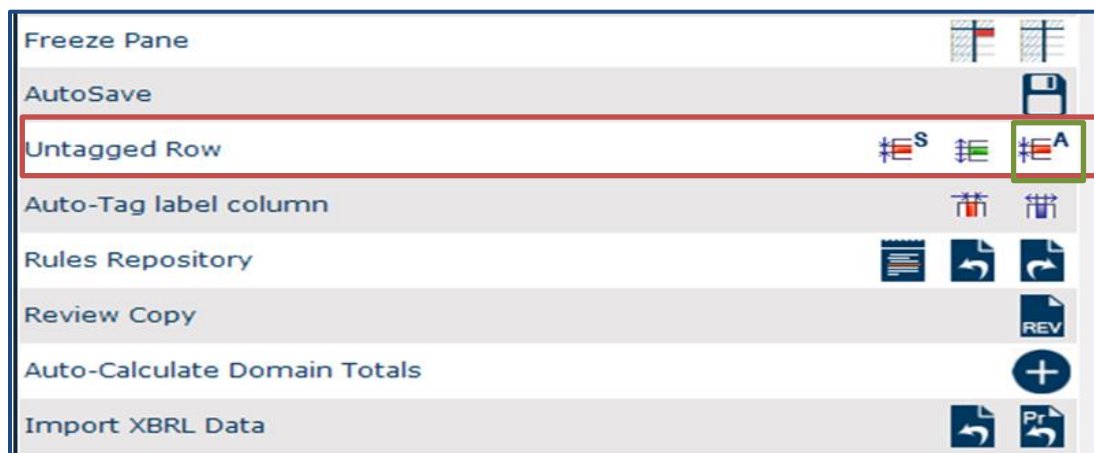 Freeze Pane
AutoSave
Untagged Row S A
Auto-Tag label column
Rules Repository
Review Copy REV
Auto-Calculate Domain Totals
Import XBRL Data Pr